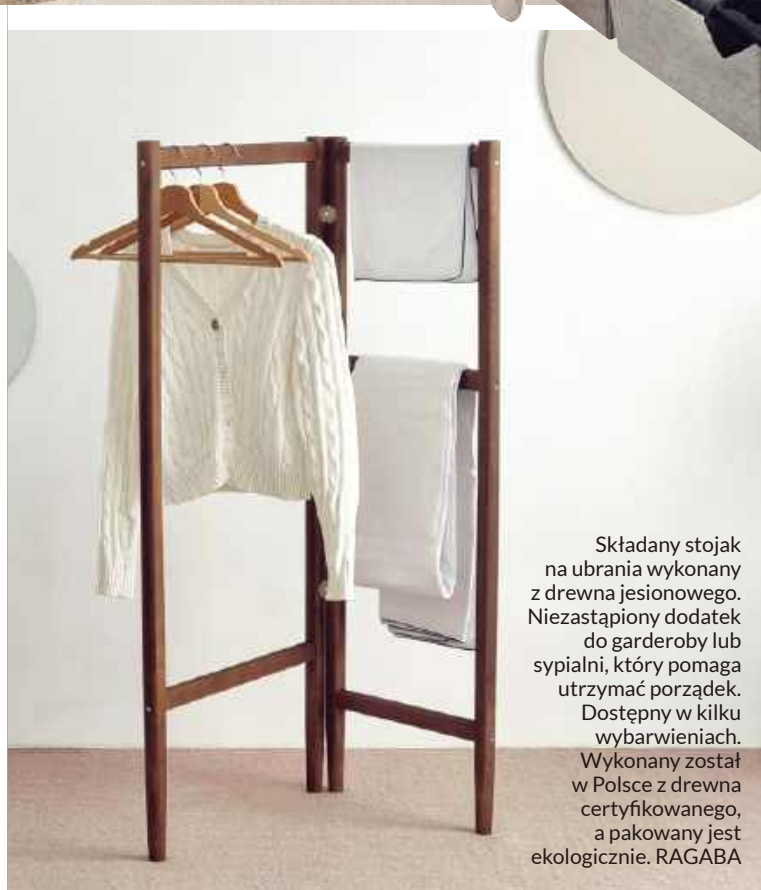 Składany stojak
na ubrania wykonany
z drewna jesionowego.
Niezastąpiony dodatek
do garderoby lub
sypialni, który pomaga
utrzymać porządek.
Dostępny w kilku
wybarwieniach.
Wykonany został
w Polsce z drewna
certyfikowanego,
a pakowany jest
ekologicznie. RAGABA